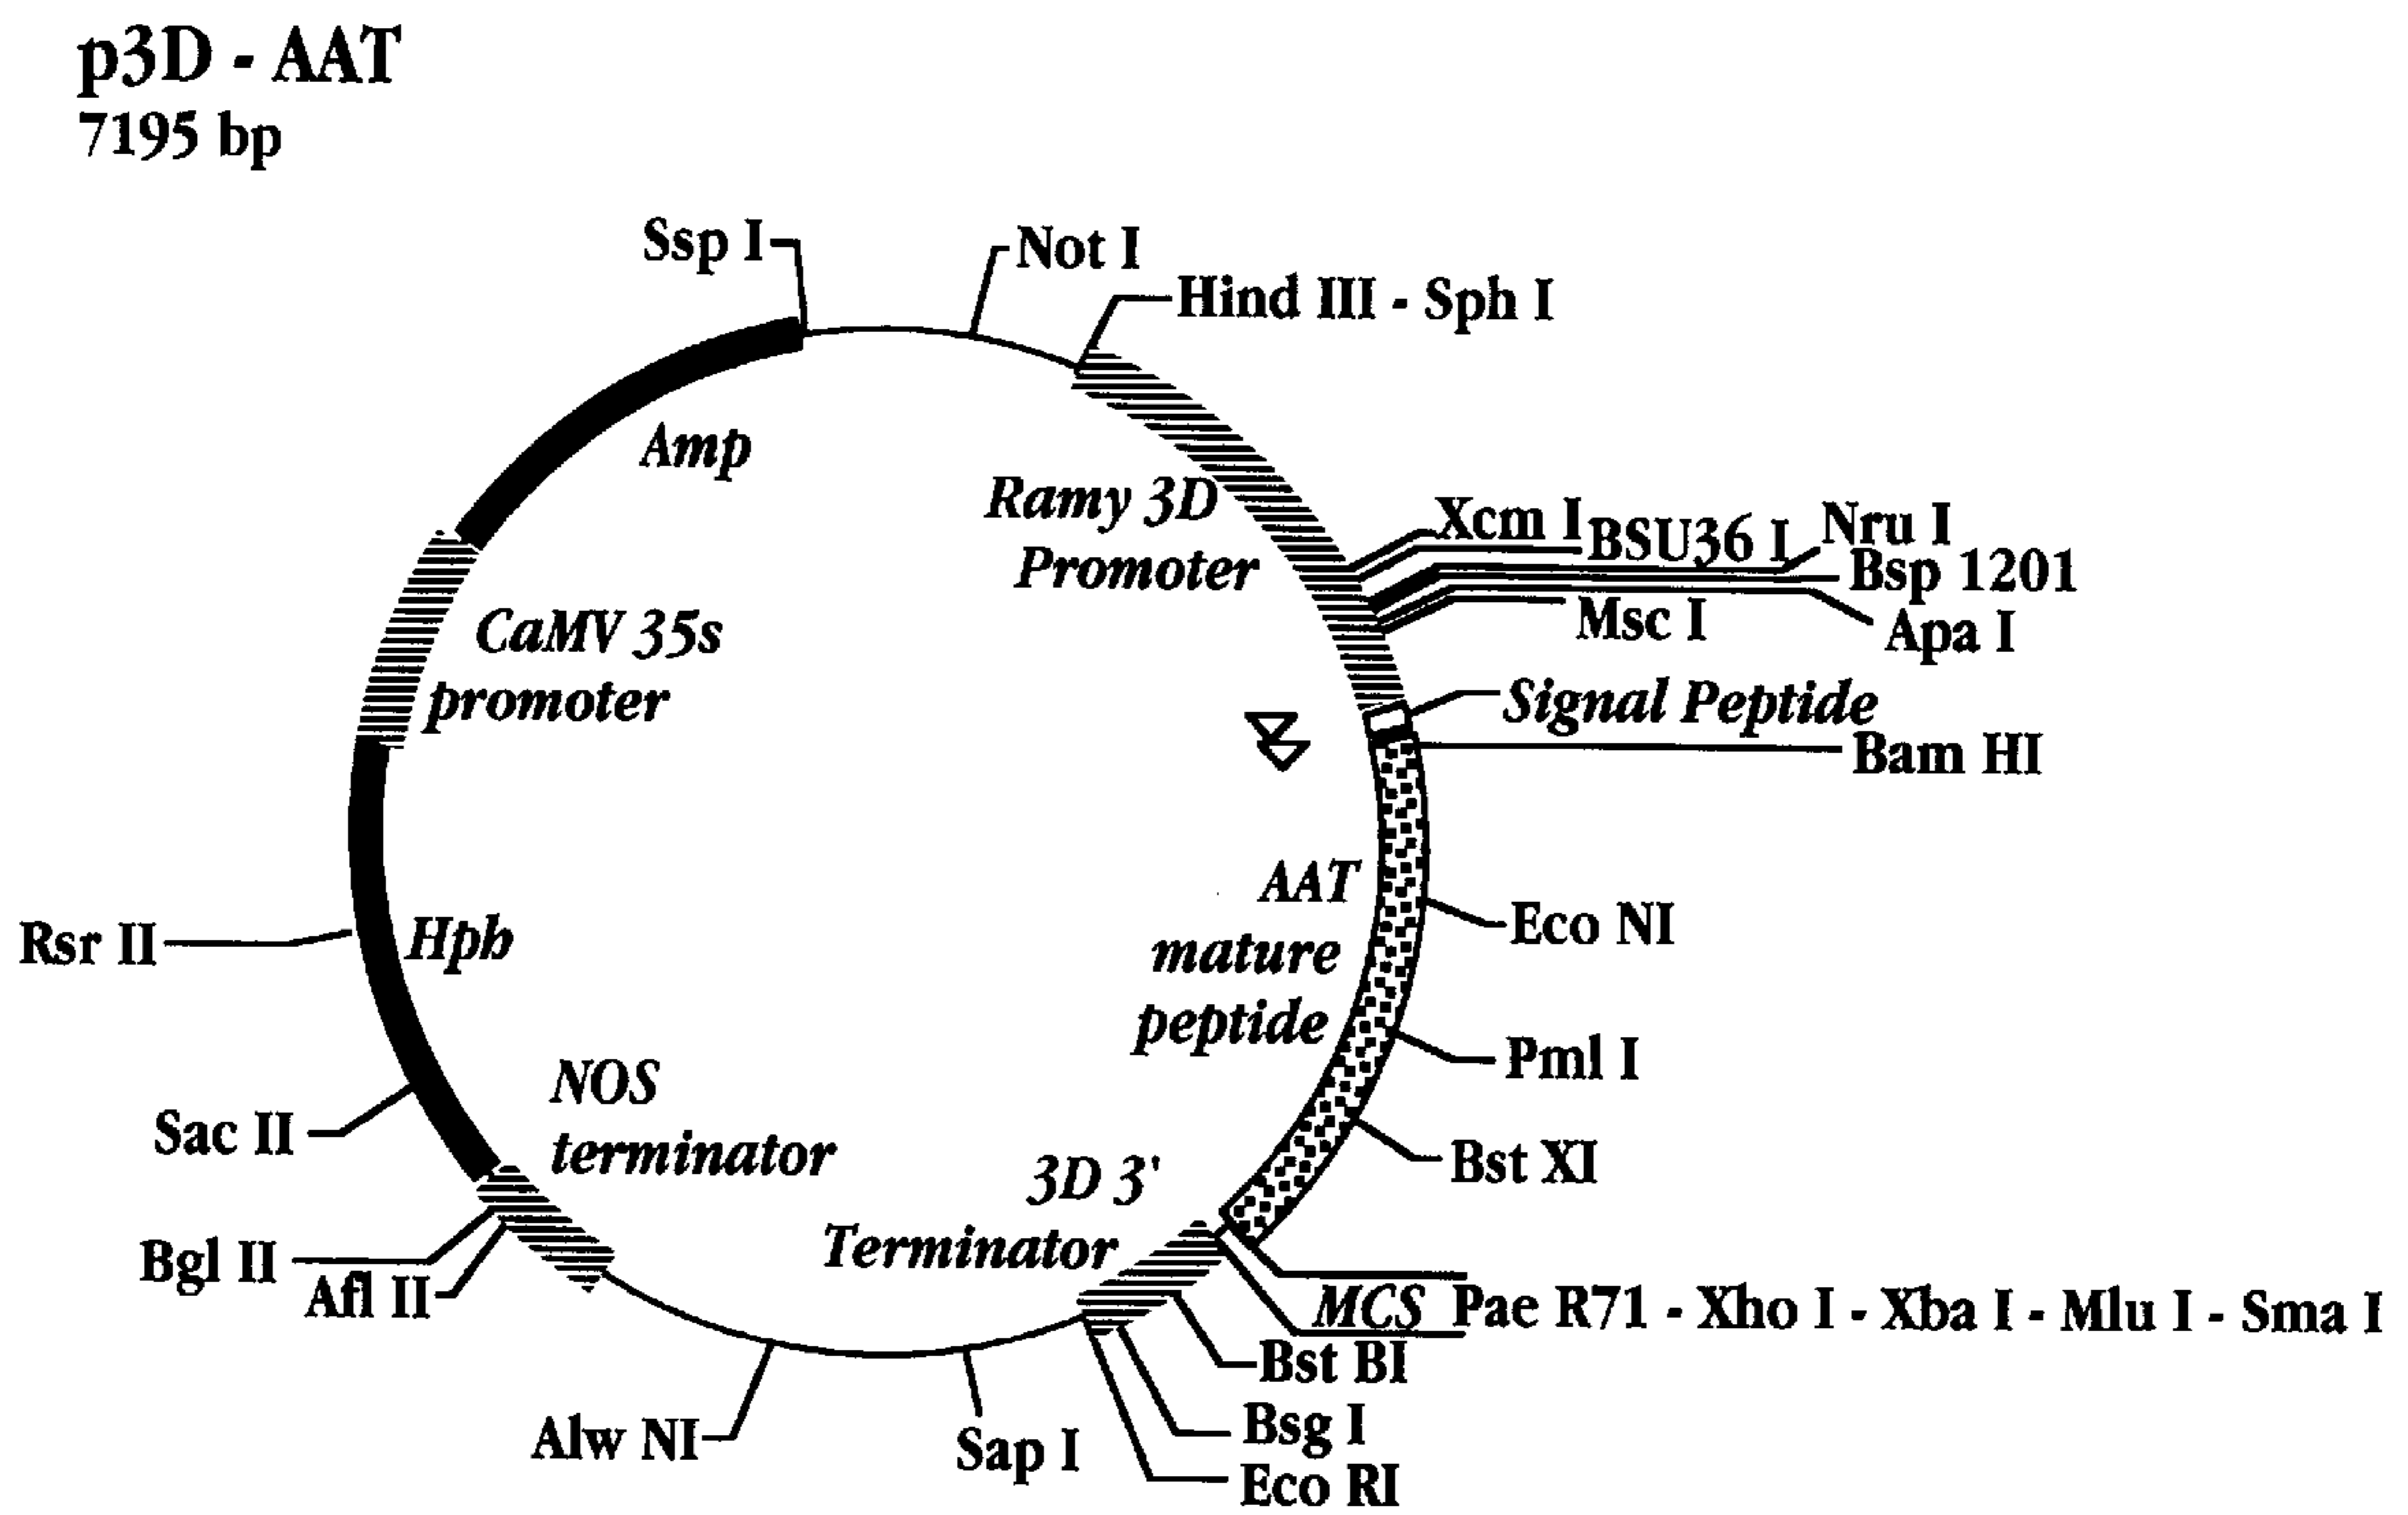 p3D - AAT
7195 bp
Ssp I
Not I
Hind III - Sph I
Amp
Ramy 3D
Promoter
Xcm I
BSU36 I
Nru I
Bsp 1201
Apa I
Msc I
CaMV 35s
promoter
Signal Peptide
Bam HI
AAT
mature
peptide
Eco NI
Rsr II
Hph
Pml I
NOS
terminator
Sac II
Bst XI
3D 3'
Terminator
Bgl II
Afl II
MCS
Pae R71 - Xho I - Xba I - Mlu I - Sma I
Bst BI
Bsg I
Eco RI
Alw NI
Sap I